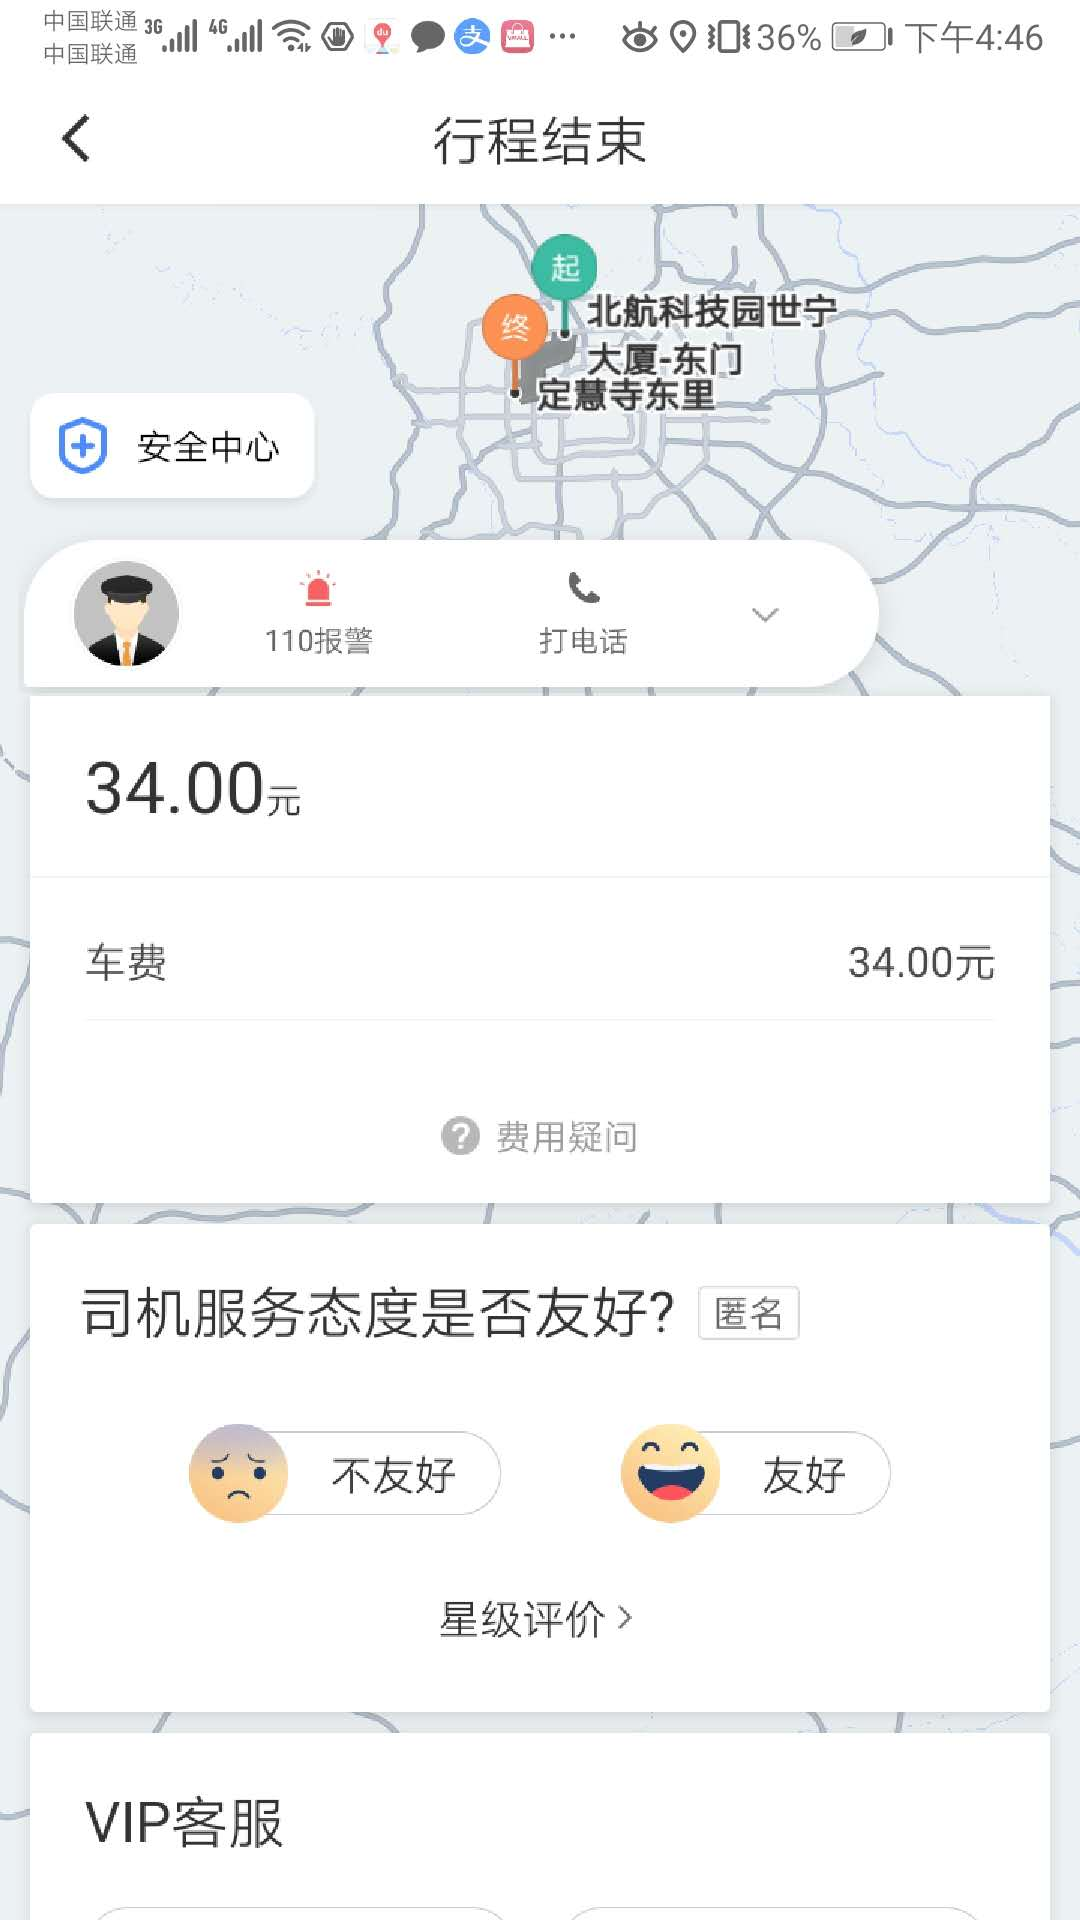 中国联通 3G 4G
中国联通
36% 下午4:46
行程结束
起
终
北航科技园世宁
大厦-东门
定慧寺东里
安全中心
110报警
打电话
34.00元
车费 34.00元
费用疑问
司机服务态度是否友好? 匿名
不友好 友好
星级评价
VIP客服